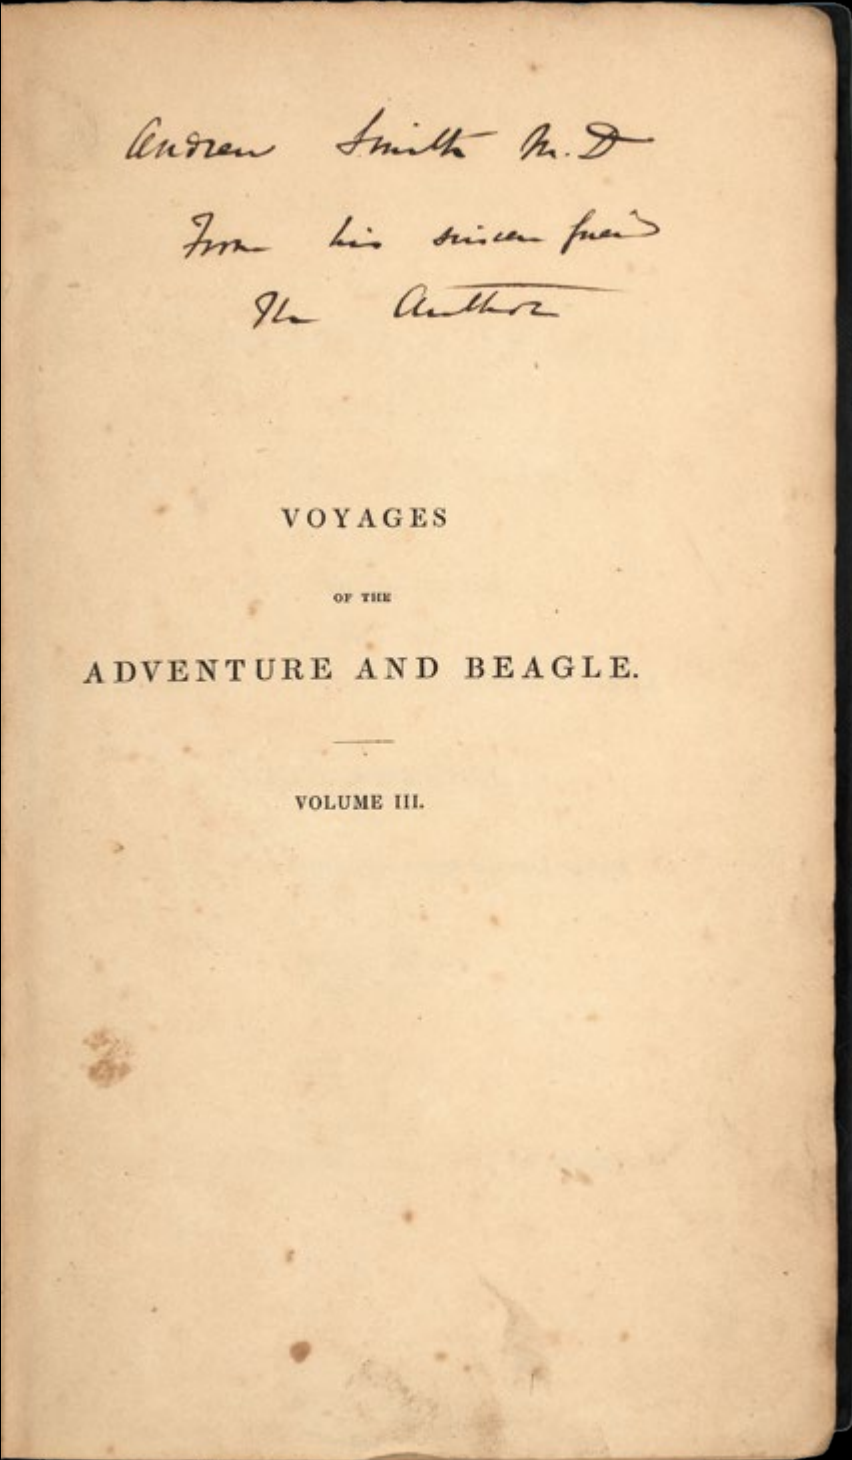 Andrew Smith M.D
From his sincere friend
The Author
VOYAGES
OF THE
ADVENTURE AND BEAGLE.
VOLUME III.